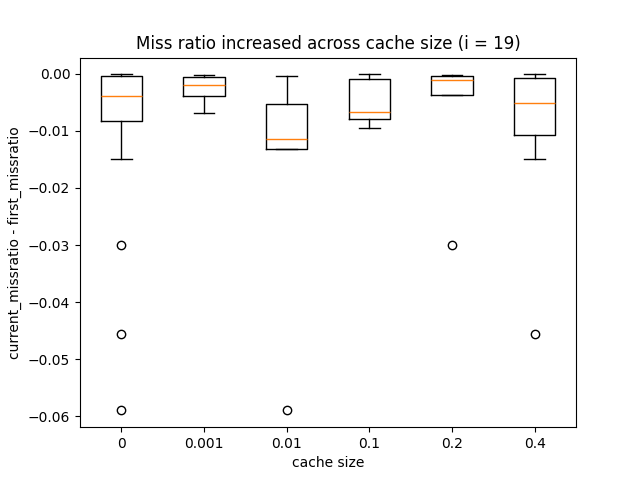 Miss ratio increased across cache size (i = 19)
current_missratio - first_missratio
0.00
−0.01
−0.02
−0.03
−0.04
−0.05
−0.06
0 0.001 0.01 0.1 0.2 0.4
cache size